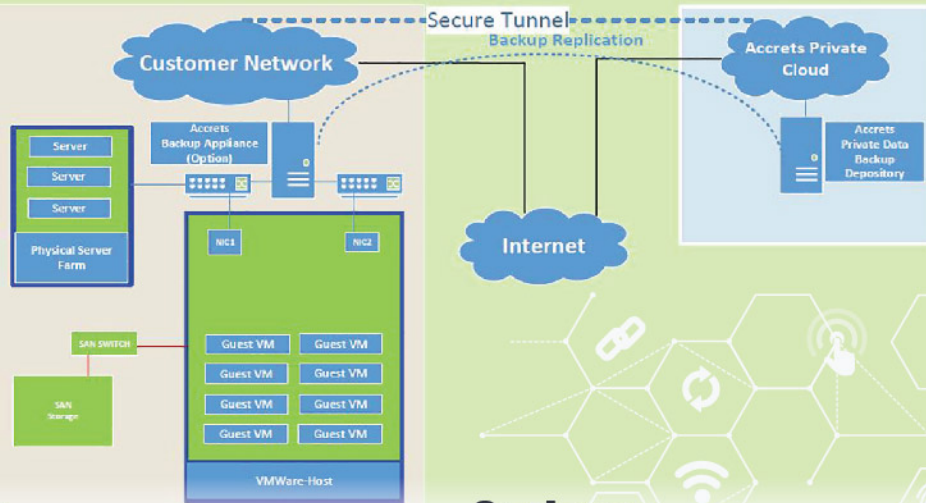 Secure Tunnel
Backup Replication
Customer Network
Accrets Private
Cloud
Accrets
Backup Appliance
(Option)
Accrets
Private Data
Backup
Depository
Server
Server
Server
Physical Server
Farm
NIC1
NIC2
Internet
SAN SWITCH
SAN
Storage
Guest VM
Guest VM
Guest VM
Guest VM
Guest VM
Guest VM
Guest VM
Guest VM
VMWare-Host